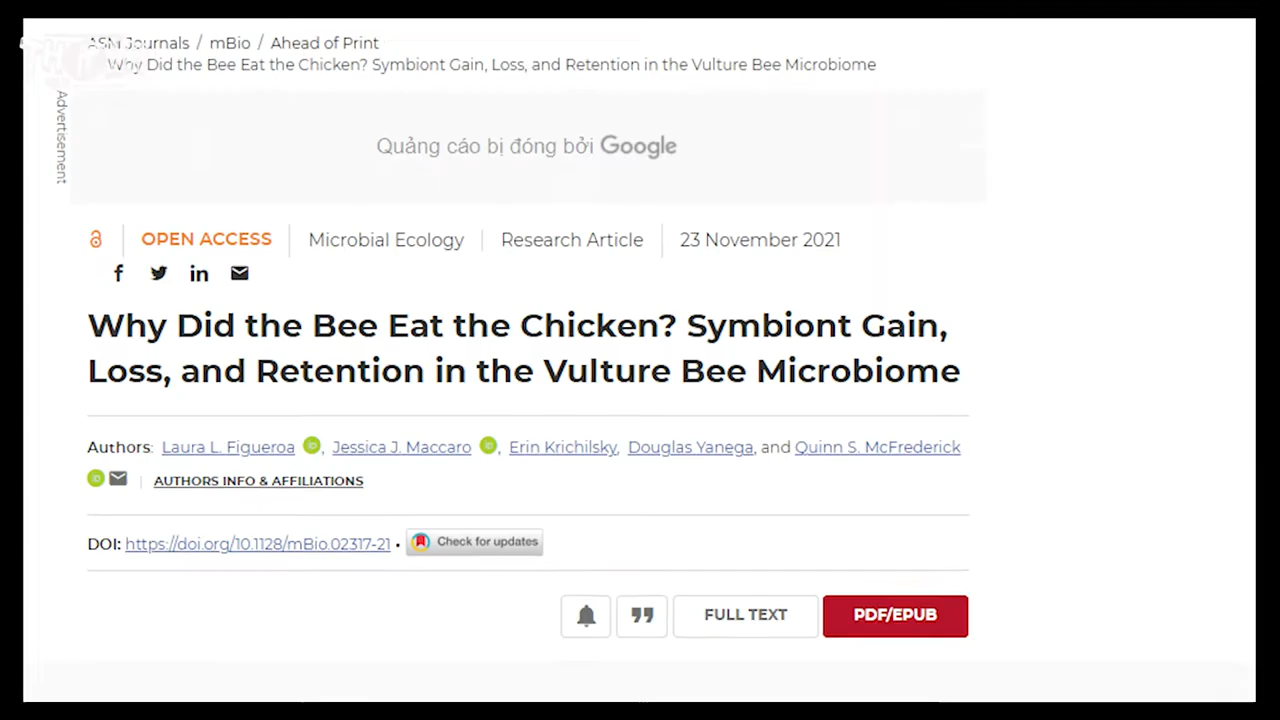 ASM Journals / mBio / Ahead of Print
Why Did the Bee Eat the Chicken? Symbiont Gain, Loss, and Retention in the Vulture Bee Microbiome
Advertisement
Quảng cáo bị đóng bởi Google
OPEN ACCESS Microbial Ecology Research Article 23 November 2021
Why Did the Bee Eat the Chicken? Symbiont Gain,
Loss, and Retention in the Vulture Bee Microbiome
Authors: Laura L. Figueroa iD, Jessica J. Maccaro iD, Erin Krichilsky, Douglas Yanega, and Quinn S. McFrederick
iD | AUTHORS INFO & AFFILIATIONS
DOI: https://doi.org/10.1128/mBio.02317-21 • Check for updates
FULL TEXT PDF/EPUB